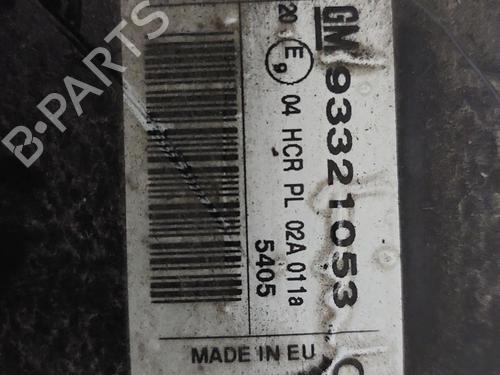 GM 93321053
20 E9 04 HCR PL 02A 011a
5405
MADE IN EU
B-PARTS